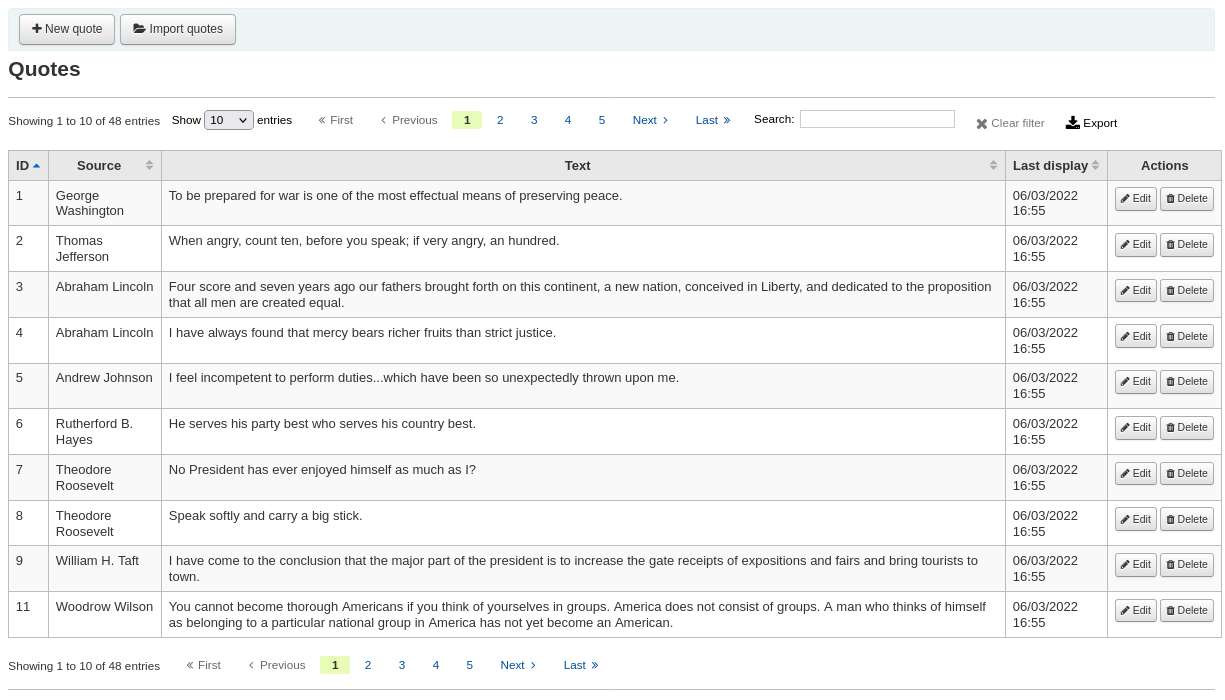 New quote Import quotes
Quotes
Showing 1 to 10 of 48 entries Show 10 entries First Previous 1 2 3 4 5 Next Last Search: Clear filter Export
ID Source Text Last display Actions
1 George To be prepared for war is one of the most effectual means of preserving peace. 06/03/2022 Edit Delete
Washington 16:55
2 Thomas When angry, count ten, before you speak; if very angry, an hundred. 06/03/2022 Edit Delete
Jefferson 16:55
3 Abraham Lincoln Four score and seven years ago our fathers brought forth on this continent, a new nation, conceived in Liberty, and dedicated to the proposition 06/03/2022 Edit Delete
that all men are created equal. 16:55
4 Abraham Lincoln I have always found that mercy bears richer fruits than strict justice. 06/03/2022 Edit Delete
16:55
5 Andrew Johnson I feel incompetent to perform duties...which have been so unexpectedly thrown upon me. 06/03/2022 Edit Delete
16:55
6 Rutherford B. He serves his party best who serves his country best. 06/03/2022 Edit Delete
Hayes 16:55
7 Theodore No President has ever enjoyed himself as much as I? 06/03/2022 Edit Delete
Roosevelt 16:55
8 Theodore Speak softly and carry a big stick. 06/03/2022 Edit Delete
Roosevelt 16:55
9 William H. Taft I have come to the conclusion that the major part of the president is to increase the gate receipts of expositions and fairs and bring tourists to 06/03/2022 Edit Delete
town. 16:55
11 Woodrow Wilson You cannot become thorough Americans if you think of yourselves in groups. America does not consist of groups. A man who thinks of himself 06/03/2022 Edit Delete
as belonging to a particular national group in America has not yet become an American. 16:55
Showing 1 to 10 of 48 entries First Previous 1 2 3 4 5 Next Last